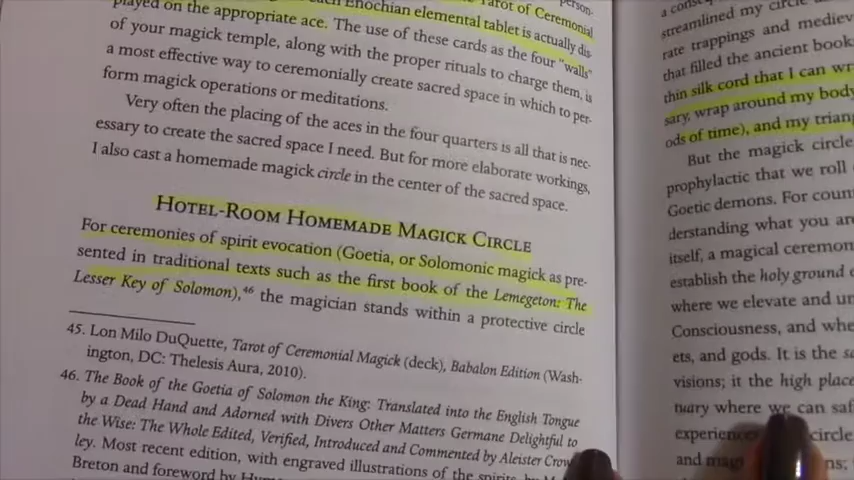 played on the appropriate ace. The use of these cards as the four "walls"
of your magick temple, along with the proper rituals to charge them, is
a most effective way to ceremonially create sacred space in which to per-
form magick operations or meditations.
Very often the placing of the aces in the four quarters is all that is nec-
essary to create the sacred space I need. But for more elaborate workings,
I also cast a homemade magick circle in the center of the sacred space.
HOTEL-ROOM HOMEMADE MAGICK CIRCLE
For ceremonies of spirit evocation (Goetia, or Solomonic magick as pre-
sented in traditional texts such as the first book of the Lemegeton: The
Lesser Key of Solomon),46 the magician stands within a protective circle
45. Lon Milo DuQuette, Tarot of Ceremonial Magick (deck), Babalon Edition (Wash-
ington, DC: Thelesis Aura, 2010).
46. The Book of the Goetia of Solomon the King: Translated into the English Tongue
by a Dead Hand and Adorned with Divers Other Matters Germane Delightful to
the Wise: The Whole Edited, Verified, Introduced and Commented by Aleister Crow
ley. Most recent edition, with engraved illustrations of the spirits by M
Breton and foreword by
streamlined my circle
rate trappings and mediev
that filled the ancient book
thin silk cord that I can wr
sary, wrap around my body
ods of time), and my triang
But the magick circle
prophylactic that we roll
Goetic demons. For coun
derstanding what you are
itself, a magical ceremon
establish the holy ground
where we elevate and un
Consciousness, and whe
ets, and gods. It is the sa
visions; it the high place
tuary where we can saf
experience circle
and mag ns;